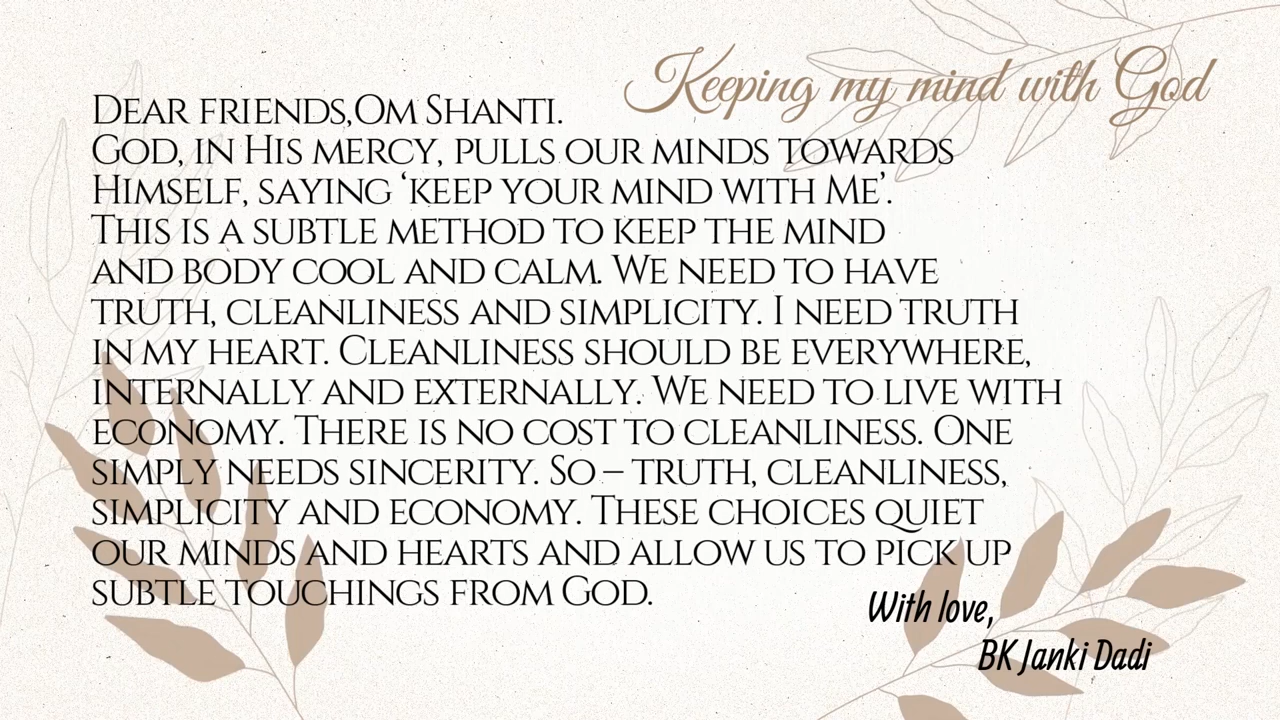 Keeping my mind with God
Dear friends,Om Shanti.
God, in His mercy, pulls our minds towards
Himself, saying ‘keep your mind with Me’.
This is a subtle method to keep the mind
and body cool and calm. We need to have
truth, cleanliness and simplicity. I need truth
in my heart. Cleanliness should be everywhere,
internally and externally. We need to live with
economy. There is no cost to cleanliness. One
simply needs sincerity. So – truth, cleanliness,
simplicity and economy. These choices quiet
our minds and hearts and allow us to pick up
subtle touchings from God.
With love,
BK Janki Dadi